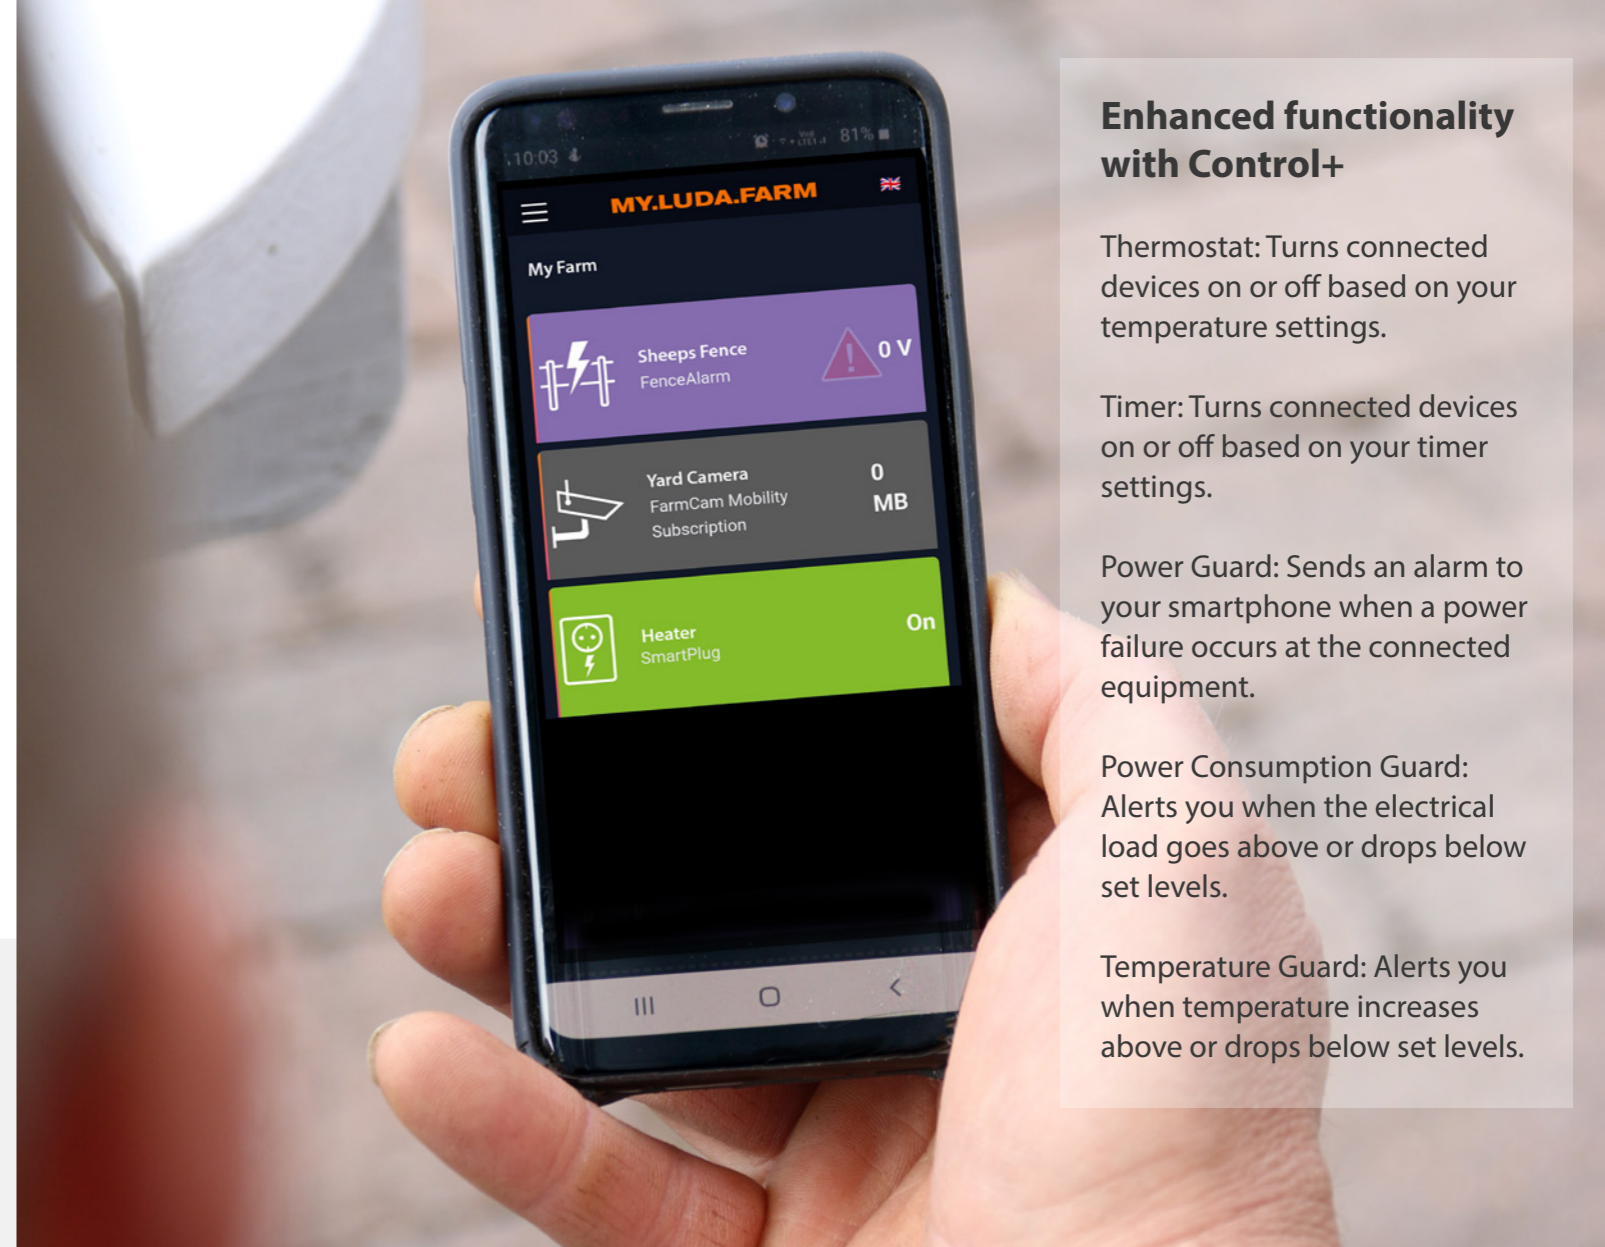 10:03
81%
MY.LUDA.FARM
My Farm
Sheeps Fence
FenceAlarm
0 V
Yard Camera
FarmCam Mobility
Subscription
0
MB
Heater
SmartPlug
On
Enhanced functionality
with Control+
Thermostat: Turns connected
devices on or off based on your
temperature settings.
Timer: Turns connected devices
on or off based on your timer
settings.
Power Guard: Sends an alarm to
your smartphone when a power
failure occurs at the connected
equipment.
Power Consumption Guard:
Alerts you when the electrical
load goes above or drops below
set levels.
Temperature Guard: Alerts you
when temperature increases
above or drops below set levels.